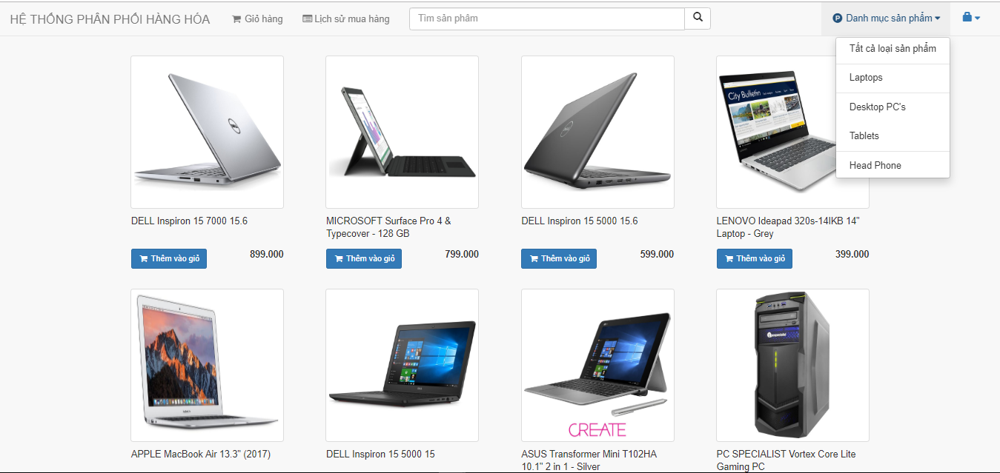 HỆ THỐNG PHÂN PHỐI HÀNG HÓA
Giỏ hàng
Lịch sử mua hàng
Tìm sản phẩm
Danh mục sản phẩm
Tất cả loại sản phẩm
Laptops
Desktop PC's
Tablets
Head Phone
DELL
DELL
City Bulletin
DELL Inspiron 15 7000 15.6
MICROSOFT Surface Pro 4 &
Typecover - 128 GB
DELL Inspiron 15 5000 15.6
LENOVO Ideapad 320s-14IKB 14"
Laptop - Grey
Thêm vào giỏ
899.000
Thêm vào giỏ
799.000
Thêm vào giỏ
599.000
Thêm vào giỏ
399.000
CREATE
pcspecialist
APPLE MacBook Air 13.3" (2017)
DELL Inspiron 15 5000 15
ASUS Transformer Mini T102HA
10.1" 2 in 1 - Silver
PC SPECIALIST Vortex Core Lite
Gaming PC